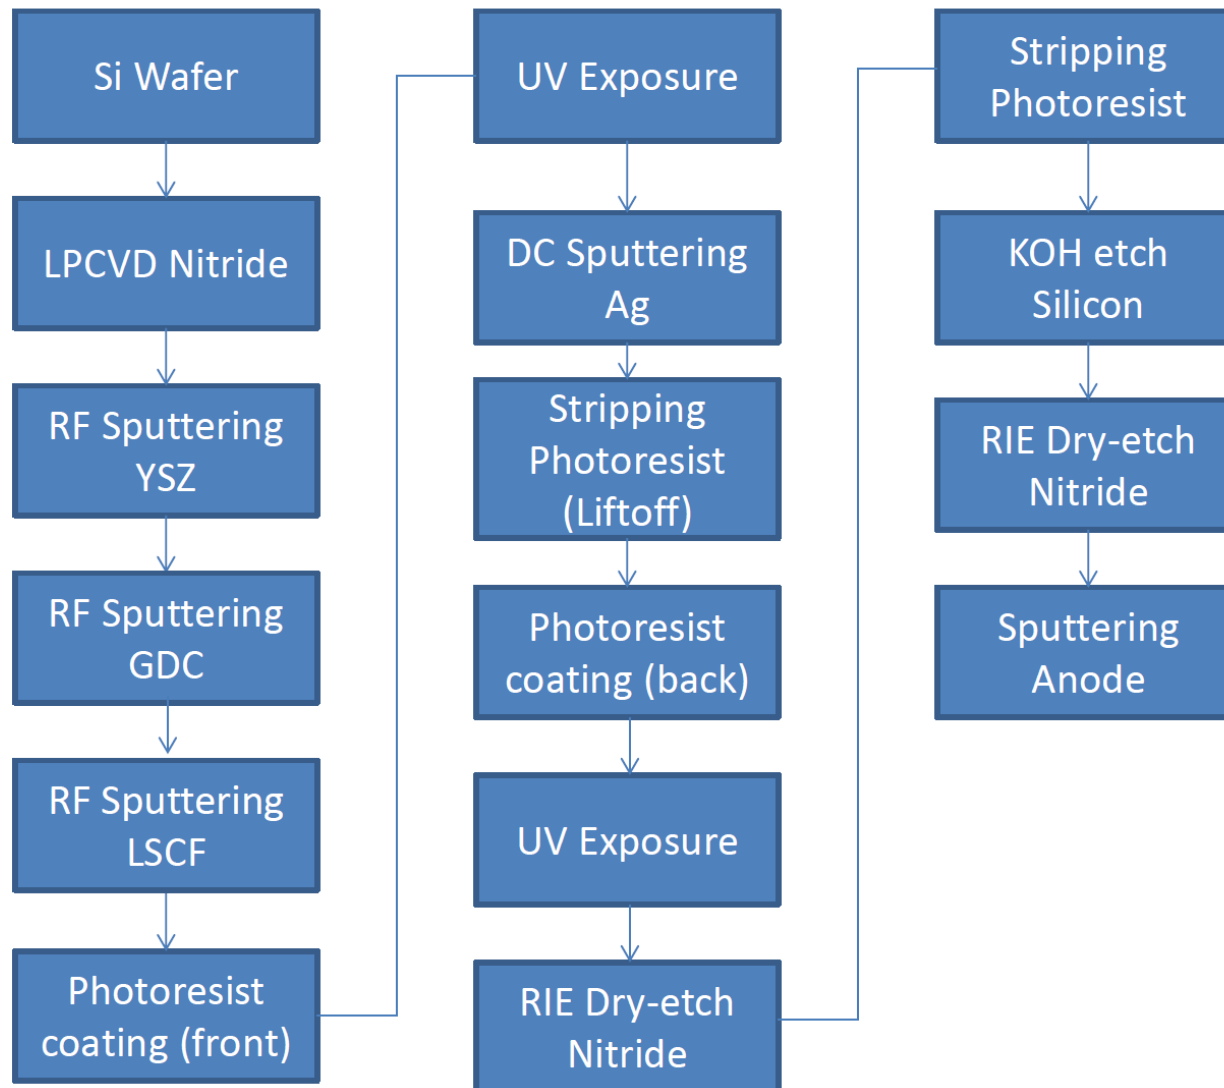 Si Wafer
LPCVD Nitride
RF Sputtering
YSZ
RF Sputtering
GDC
RF Sputtering
LSCF
Photoresist
coating (front)
UV Exposure
DC Sputtering
Ag
Stripping
Photoresist
(Liftoff)
Photoresist
coating (back)
UV Exposure
RIE Dry-etch
Nitride
Stripping
Photoresist
KOH etch
Silicon
RIE Dry-etch
Nitride
Sputtering
Anode